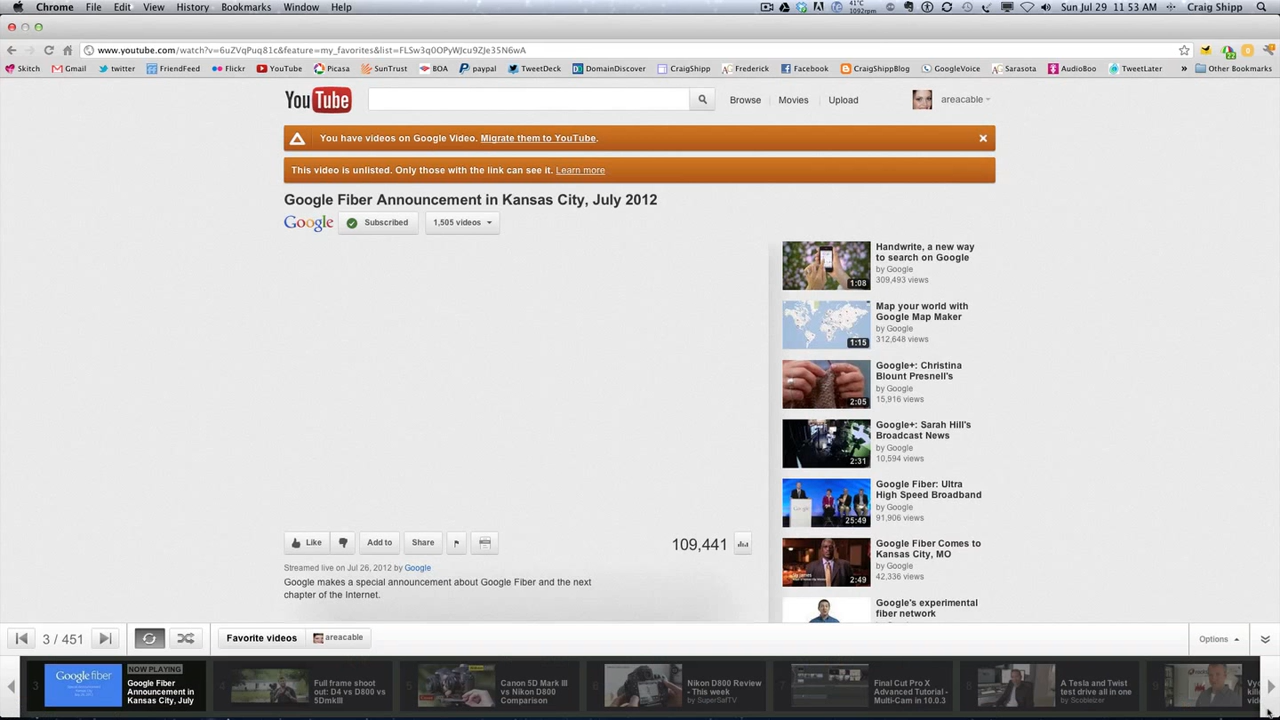 Chrome File Edit View History Bookmarks Window Help 41°C 1092rpm Sun Jul 29 11:53 AM Craig Shipp
www.youtube.com/watch?v=6uZVqPuq81c&feature=my_favorites&list=FLSw3q0OPyWJcu9ZJe35N6wA
Skitch Gmail twitter FriendFeed Flickr YouTube Picasa SunTrust BOA paypal TweetDeck DomainDiscover CraigShipp Frederick Facebook CraigShippBlog GoogleVoice Sarasota AudioBoo TweetLater » Other Bookmarks
YouTube Browse Movies Upload areacable
You have videos on Google Video. Migrate them to YouTube.
This video is unlisted. Only those with the link can see it. Learn more
Google Fiber Announcement in Kansas City, July 2012
Google Subscribed 1,505 videos
Handwrite, a new way
to search on Google
by Google
309,493 views
1:08
Map your world with
Google Map Maker
by Google
312,648 views
1:15
Google+: Christina
Blount Presnell's
by Google
15,916 views
2:05
Google+: Sarah Hill's
Broadcast News
by Google
10,594 views
2:31
Google Fiber: Ultra
High Speed Broadband
by Google
91,906 views
25:49
Google Fiber Comes to
Kansas City, MO
by Google
42,336 views
2:49
Google's experimental
fiber network
Like Add to Share 109,441
Streamed live on Jul 26, 2012 by Google
Google makes a special announcement about Google Fiber and the next
chapter of the Internet.
3 / 451 Favorite videos areacable Options
3
Google fiber
NOW PLAYING
Google Fiber
Announcement in
Kansas City, July
Full frame shoot
out: D4 vs D800 vs
5DmkIII
5
Canon 5D Mark III
vs Nikon D800
Comparison
6
Nikon D800 Review
- This week
by SuperSafTV
7
Final Cut Pro X
Advanced Tutorial -
Multi-Cam in 10.0.3
8
A Tesla and Twist
test drive all in one
by Scobleizer
9